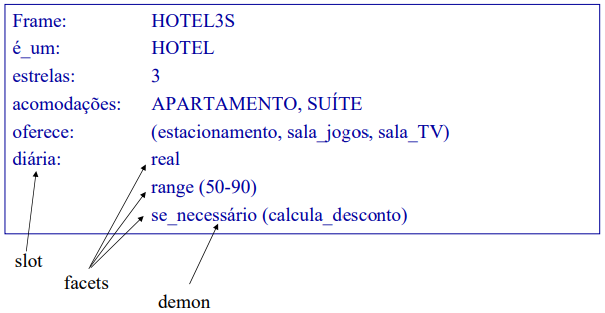 Frame: HOTEL3S
é_um: HOTEL
estrelas: 3
acomodações: APARTAMENTO, SUÍTE
oferece: (estacionamento, sala_jogos, sala_TV)
diária: real
range (50-90)
se_necessário (calcula_desconto)
slot
facets
demon